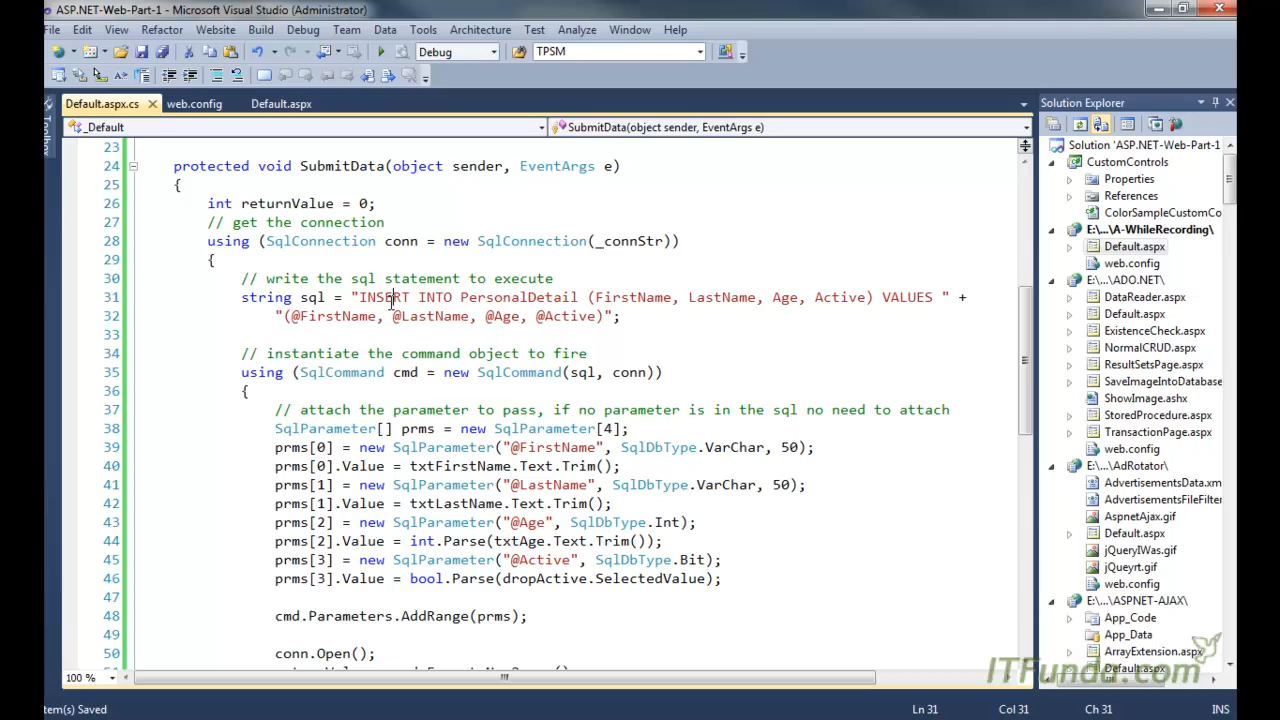 ASP.NET-Web-Part-1 - Microsoft Visual Studio (Administrator)
File Edit View Refactor Website Build Debug Team Data Tools Architecture Test Analyze Window Help
Debug TPSM
Default.aspx.cs web.config Default.aspx
Solution Explorer
Toolbox
_Default SubmitData(object sender, EventArgs e)
23
24 protected void SubmitData(object sender, EventArgs e)
25 {
26 int returnValue = 0;
27 // get the connection
28 using (SqlConnection conn = new SqlConnection(_connStr))
29 {
30 // write the sql statement to execute
31 string sql = "INSERT INTO PersonalDetail (FirstName, LastName, Age, Active) VALUES " +
32 "(@FirstName, @LastName, @Age, @Active)";
33
34 // instantiate the command object to fire
35 using (SqlCommand cmd = new SqlCommand(sql, conn))
36 {
37 // attach the parameter to pass, if no parameter is in the sql no need to attach
38 SqlParameter[] prms = new SqlParameter[4];
39 prms[0] = new SqlParameter("@FirstName", SqlDbType.VarChar, 50);
40 prms[0].Value = txtFirstName.Text.Trim();
41 prms[1] = new SqlParameter("@LastName", SqlDbType.VarChar, 50);
42 prms[1].Value = txtLastName.Text.Trim();
43 prms[2] = new SqlParameter("@Age", SqlDbType.Int);
44 prms[2].Value = int.Parse(txtAge.Text.Trim());
45 prms[3] = new SqlParameter("@Active", SqlDbType.Bit);
46 prms[3].Value = bool.Parse(dropActive.SelectedValue);
47
48 cmd.Parameters.AddRange(prms);
49
50 conn.Open();
Solution 'ASP.NET-Web-Part-1
CustomControls
Properties
References
ColorSampleCustomCo
E:\...\A-WhileRecording\
Default.aspx
web.config
E:\...\ADO.NET\
DataReader.aspx
Default.aspx
ExistenceCheck.aspx
NormalCRUD.aspx
ResultSetsPage.aspx
SaveImageIntoDatabase
ShowImage.ashx
StoredProcedure.aspx
TransactionPage.aspx
web.config
E:\...\AdRotator\
AdvertisementsData.xm
AdvertisementsFileFilter
AspnetAjax.gif
Default.aspx
jQueryIWas.gif
jQueyrt.gif
web.config
E:\...\ASPNET-AJAX\
App_Code
App_Data
ArrayExtension.aspx
Default.aspx
ITFunda.com
100 %
Item(s) Saved Ln 31 Col 31 Ch 31 INS